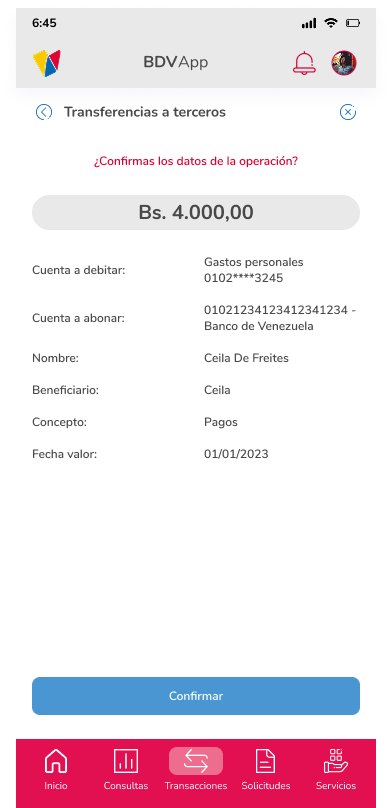 6:45
BDVApp
Transferencias a terceros
¿Confirmas los datos de la operación?
Bs. 4.000,00
Cuenta a debitar:
Gastos personales
0102****3245
Cuenta a abonar:
01021234123412341234 -
Banco de Venezuela
Nombre:
Ceila De Freites
Beneficiario:
Ceila
Concepto:
Pagos
Fecha valor:
01/01/2023
Confirmar
Inicio
Consultas
Transacciones
Solicitudes
Servicios